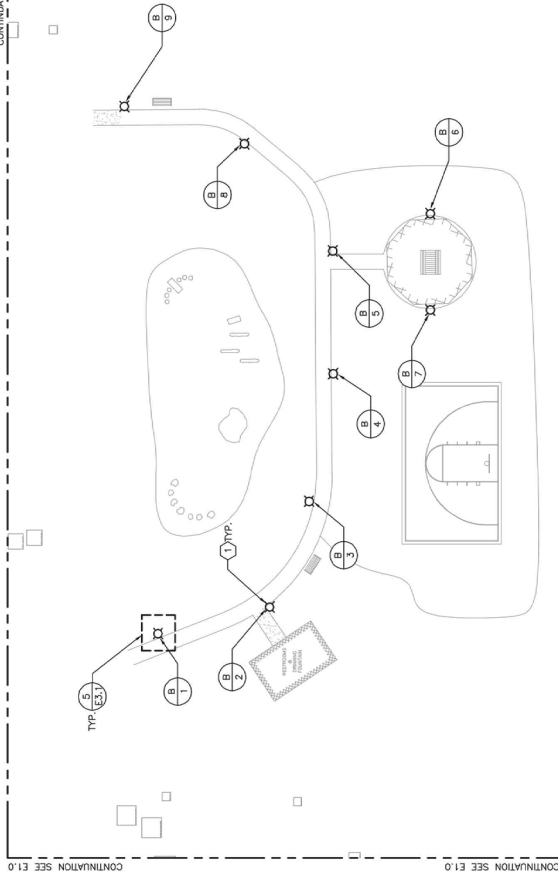 CONTINUA
B
9
B
8
B
6
B
5
B
7
B
4
1 TYP.
B
3
B
2
RESTROOMS
DRINKING
FOUNTAIN
TYP.
5
E3.1
B
1
CONTINUATION SEE E1.0
CONTINUATION SEE E1.0